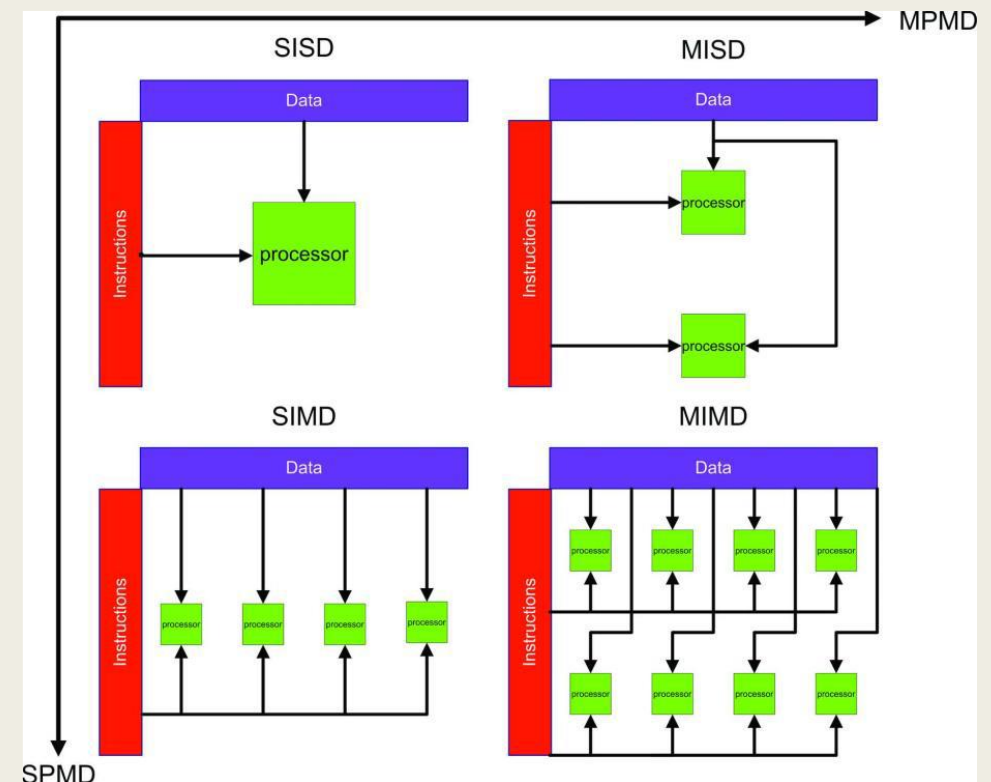 MPMD
SISD
MISD
Data
Data
Instructions
processor
Instructions
processor
processor
SIMD
MIMD
Data
Data
Instructions
processor
processor
processor
processor
Instructions
processor
processor
processor
processor
processor
processor
processor
processor
SPMD